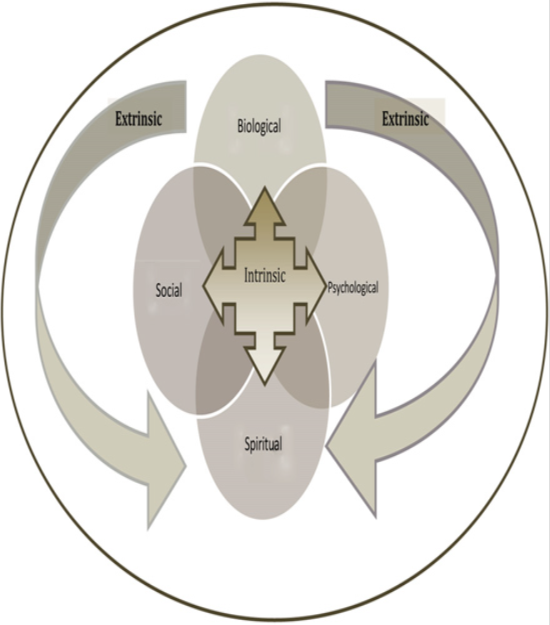 Extrinsic
Extrinsic
Biological
Intrinsic
Social
Psychological
Spiritual